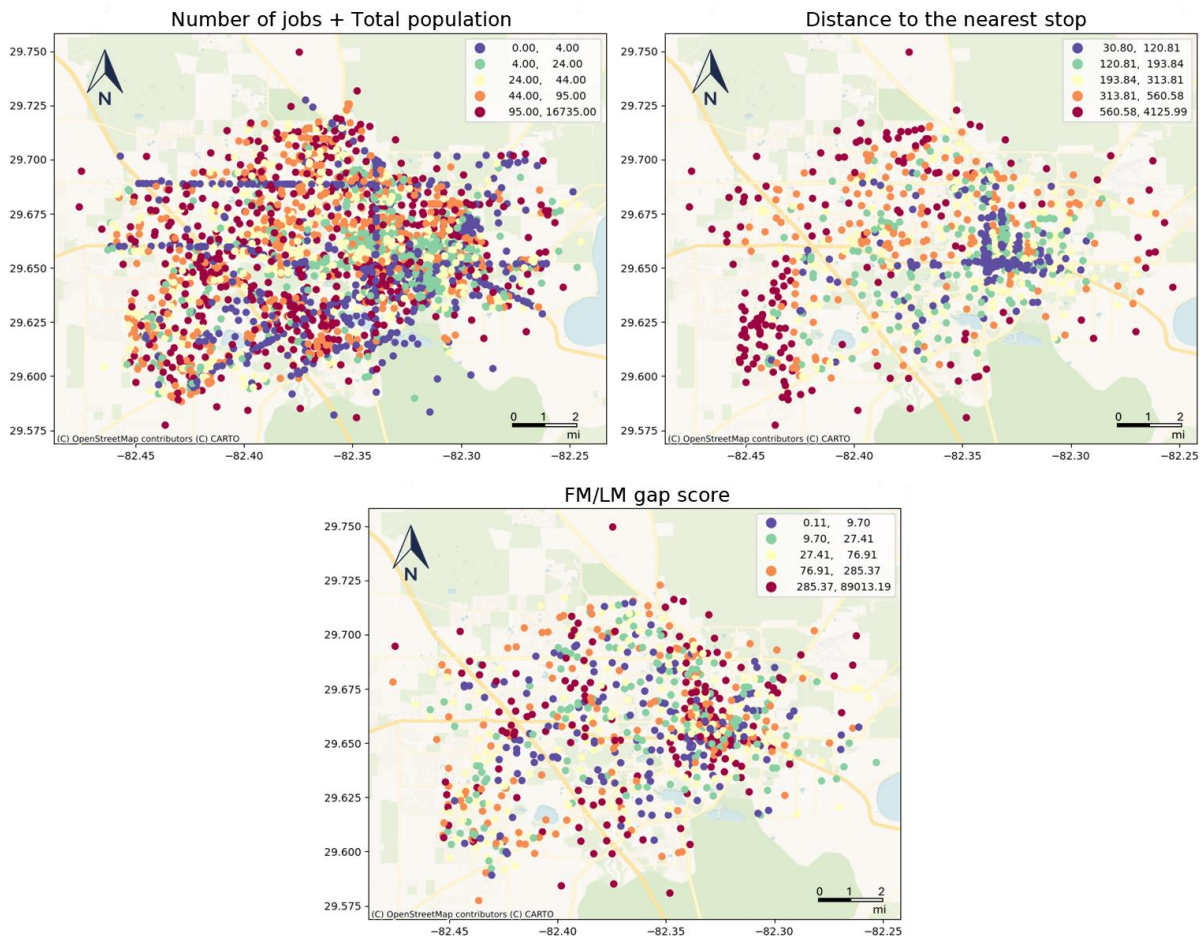 Number of jobs + Total population
29.750
29.725
29.700
29.675
29.650
29.625
29.600
29.575
N
0.00, 4.00
4.00, 24.00
24.00, 44.00
44.00, 95.00
95.00, 16735.00
0 1 2
mi
(C) OpenStreetMap contributors (C) CARTO
−82.45 −82.40 −82.35 −82.30 −82.25
Distance to the nearest stop
29.750
29.725
29.700
29.675
29.650
29.625
29.600
29.575
N
30.80, 120.81
120.81, 193.84
193.84, 313.81
313.81, 560.58
560.58, 4125.99
0 1 2
mi
(C) OpenStreetMap contributors (C) CARTO
−82.45 −82.40 −82.35 −82.30 −82.25
FM/LM gap score
29.750
29.725
29.700
29.675
29.650
29.625
29.600
29.575
N
0.11, 9.70
9.70, 27.41
27.41, 76.91
76.91, 285.37
285.37, 89013.19
0 1 2
mi
(C) OpenStreetMap contributors (C) CARTO
−82.45 −82.40 −82.35 −82.30 −82.25